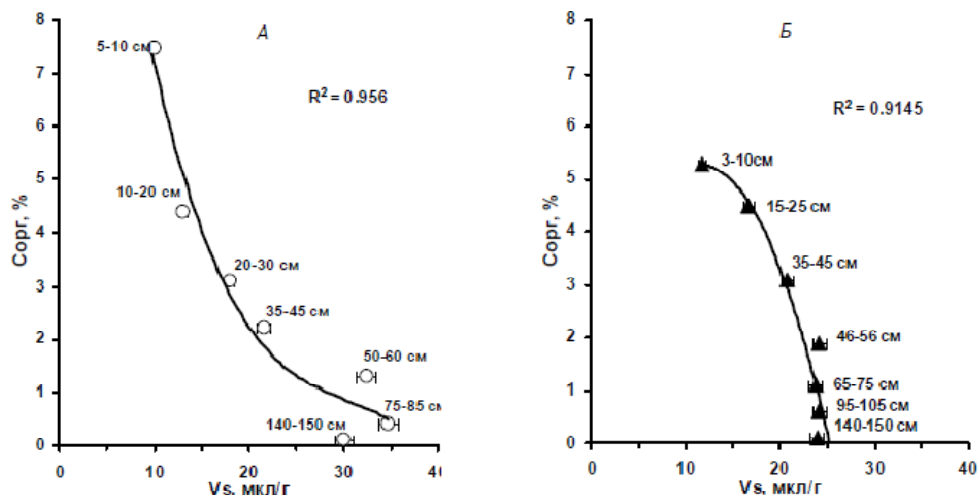 А
8
7
6
5
4
3
2
1
0
Сорг, %
5-10 см
10-20 см
20-30 см
35-45 см
50-60 см
75-85 см
140-150 см
R² = 0.956
0 10 20 30 40
Vs, мкл/г
Б
8
7
6
5
4
3
2
1
0
Сорг, %
3-10см
15-25 см
35-45 см
46-56 см
65-75 см
95-105 см
140-150 см
R² = 0.9145
0 10 20 30 40
Vs, мкл/г